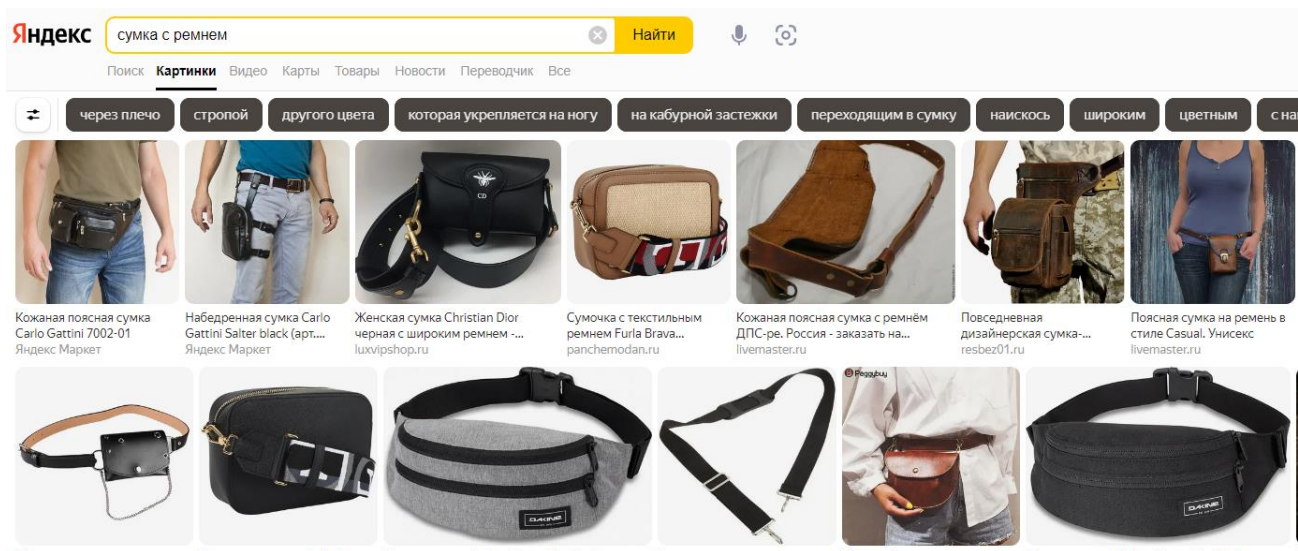 Яндекс
сумка с ремнем
Найти
Поиск Картинки Видео Карты Товары Новости Переводчик Все
через плечо стропой другого цвета которая укрепляется на ногу на кабурной застежки переходящим в сумку наискось широким цветным с на
CD
Кожаная поясная сумка
Carlo Gattini 7002-01
Яндекс Маркет
Набедренная сумка Carlo
Gattini Salter black (арт....
Яндекс Маркет
Женская сумка Christian Dior
черная с широким ремнем -...
luxvipshop.ru
Сумочка с текстильным
ремнем Furla Brava...
panchemodan.ru
Кожаная поясная сумка с ремнём
ДПС-ре. Россия - заказать на...
livemaster.ru
Повседневная
дизайнерская сумка-...
resbez01.ru
Поясная сумка на ремень в
стиле Casual. Унисекс
livemaster.ru
DAKINE
Peggybuy
DAKINE